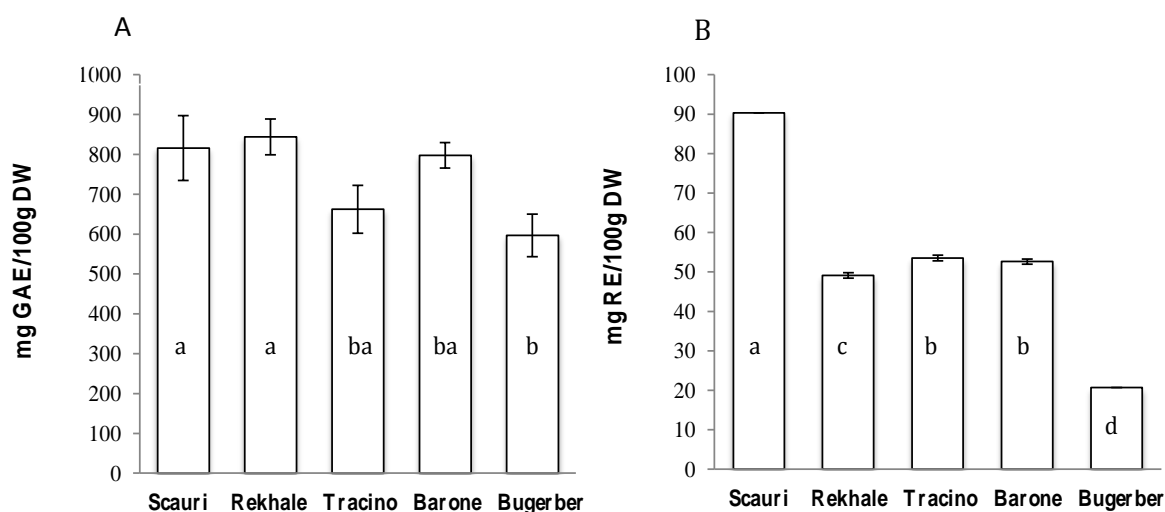 A
mg GAE/100g DW
1000
900
800
700
600
500
400
300
200
100
0
a
a
ba
ba
b
Scauri Rekhale Tracino Barone Bugerber
B
mg RE/100g DW
100
90
80
70
60
50
40
30
20
10
0
a
c
b
b
d
Scauri Rekhale Tracino Barone Bugerber